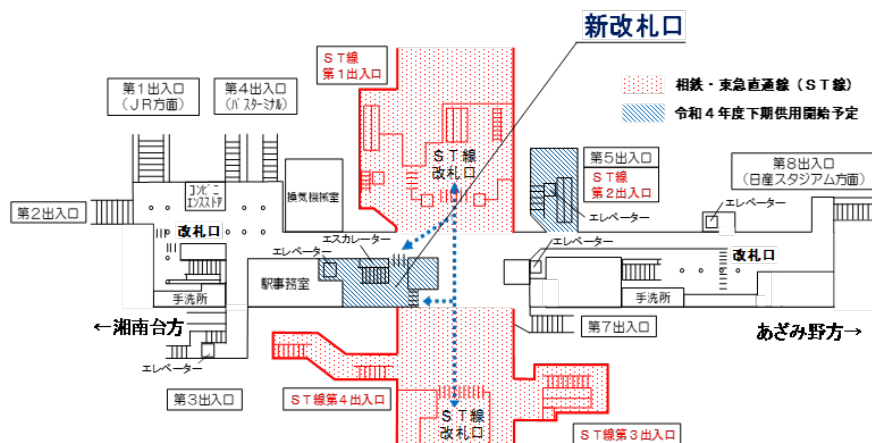 新改札口
ST線
第1出入口
第1出入口
(JR方面)
第4出入口
(バスターミナル)
相鉄・東急直通線(ST線)
令和4年度下期供用開始予定
ST線
改札口
第5出入口
ST線
第2出入口
第8出入口
(日産スタジアム方面)
コンビニ
エンスストア
換気機械室
第2出入口
エレベーター
エレベーター
改札口
エスカレーター
エレベーター
エレベーター
改札口
駅事務室
手洗所
手洗所
←湘南台方
第7出入口
あざみ野方→
エレベーター
第3出入口
ST線第4出入口
ST線
改札口
ST線第3出入口